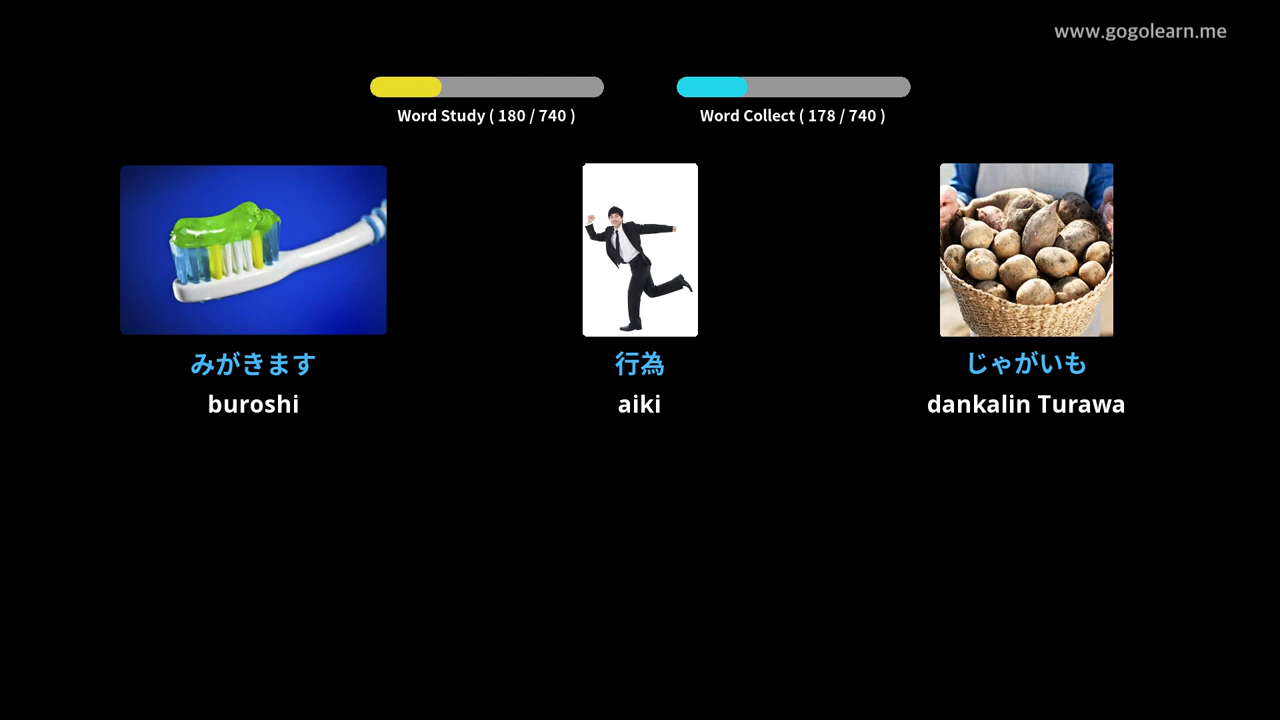 www.gogolearn.me
Word Study ( 180 / 740 )
Word Collect ( 178 / 740 )
みがきます
buroshi
行為
aiki
じゃがいも
dankalin Turawa